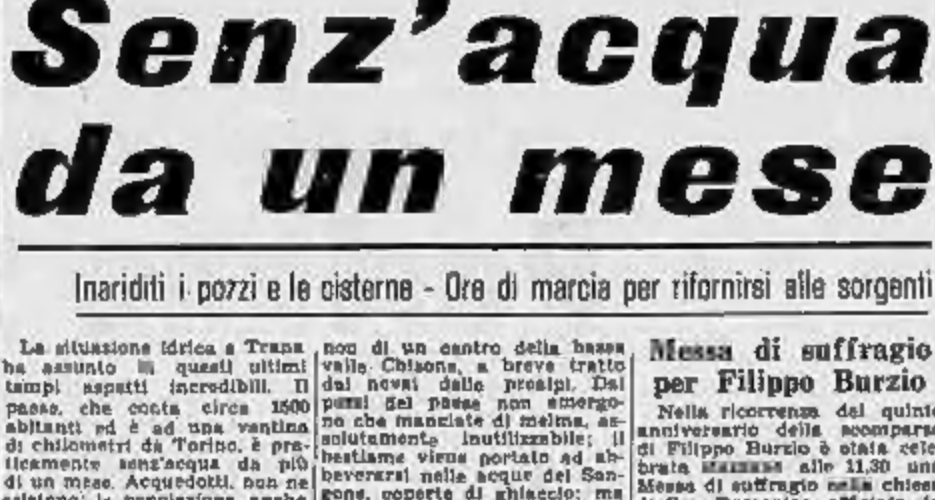 Senz'acqua
da un mese
Inariditi i pozzi e le cisterne - Ore di marcia per rifornirsi alle sorgenti
La situazione idrica a Trana
ha assunto in questi ultimi
tempi aspetti incredibili. Il
paese, che conta circa 1500
abitanti ed è ad una ventina
di chilometri da Torino, è pra-
ticamente senz'acqua da più
di un mese. Acquedotti, non ne
non di un centro della bassa
valle Chisone, a breve tratto
dai nevai delle prealpi. Dai
pozzi del paese non emergo-
no che manciate di melma, as-
solutamente inutilizzabile; il
bestiame viene portato ad ab-
beverarsi nelle acque del San-
gone, coperte di ghiaccio; ma
Messa di suffragio
per Filippo Burzio
Nella ricorrenza del quinto
anniversario della scomparsa
di Filippo Burzio è stata cele-
brata alle 11,30 una
Messa di suffragio nella chiesa